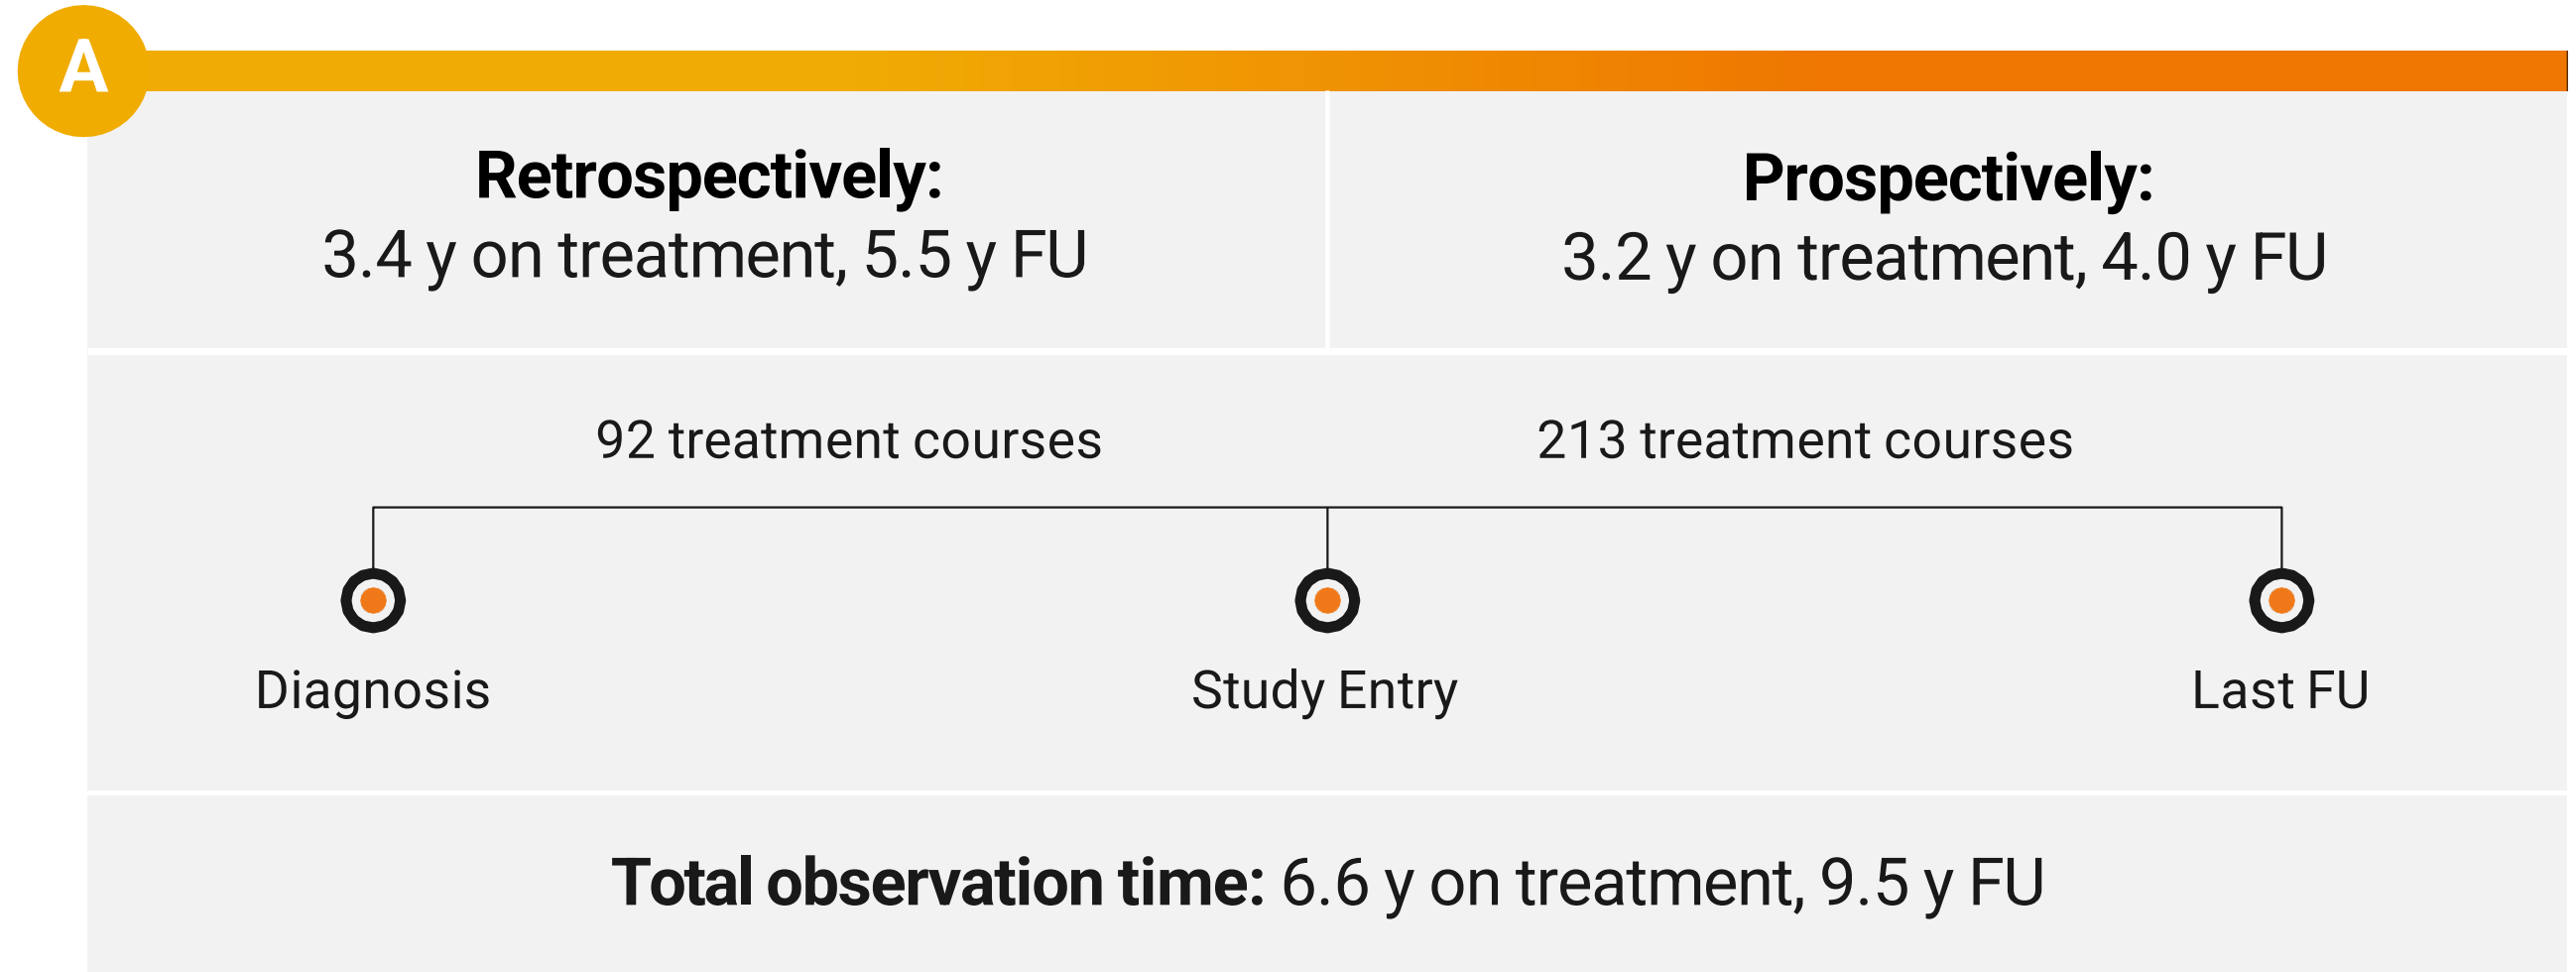 A
Retrospectively:
3.4 y on treatment, 5.5 y FU
Prospectively:
3.2 y on treatment, 4.0 y FU
92 treatment courses
213 treatment courses
Diagnosis
Study Entry
Last FU
Total observation time: 6.6 y on treatment, 9.5 y FU